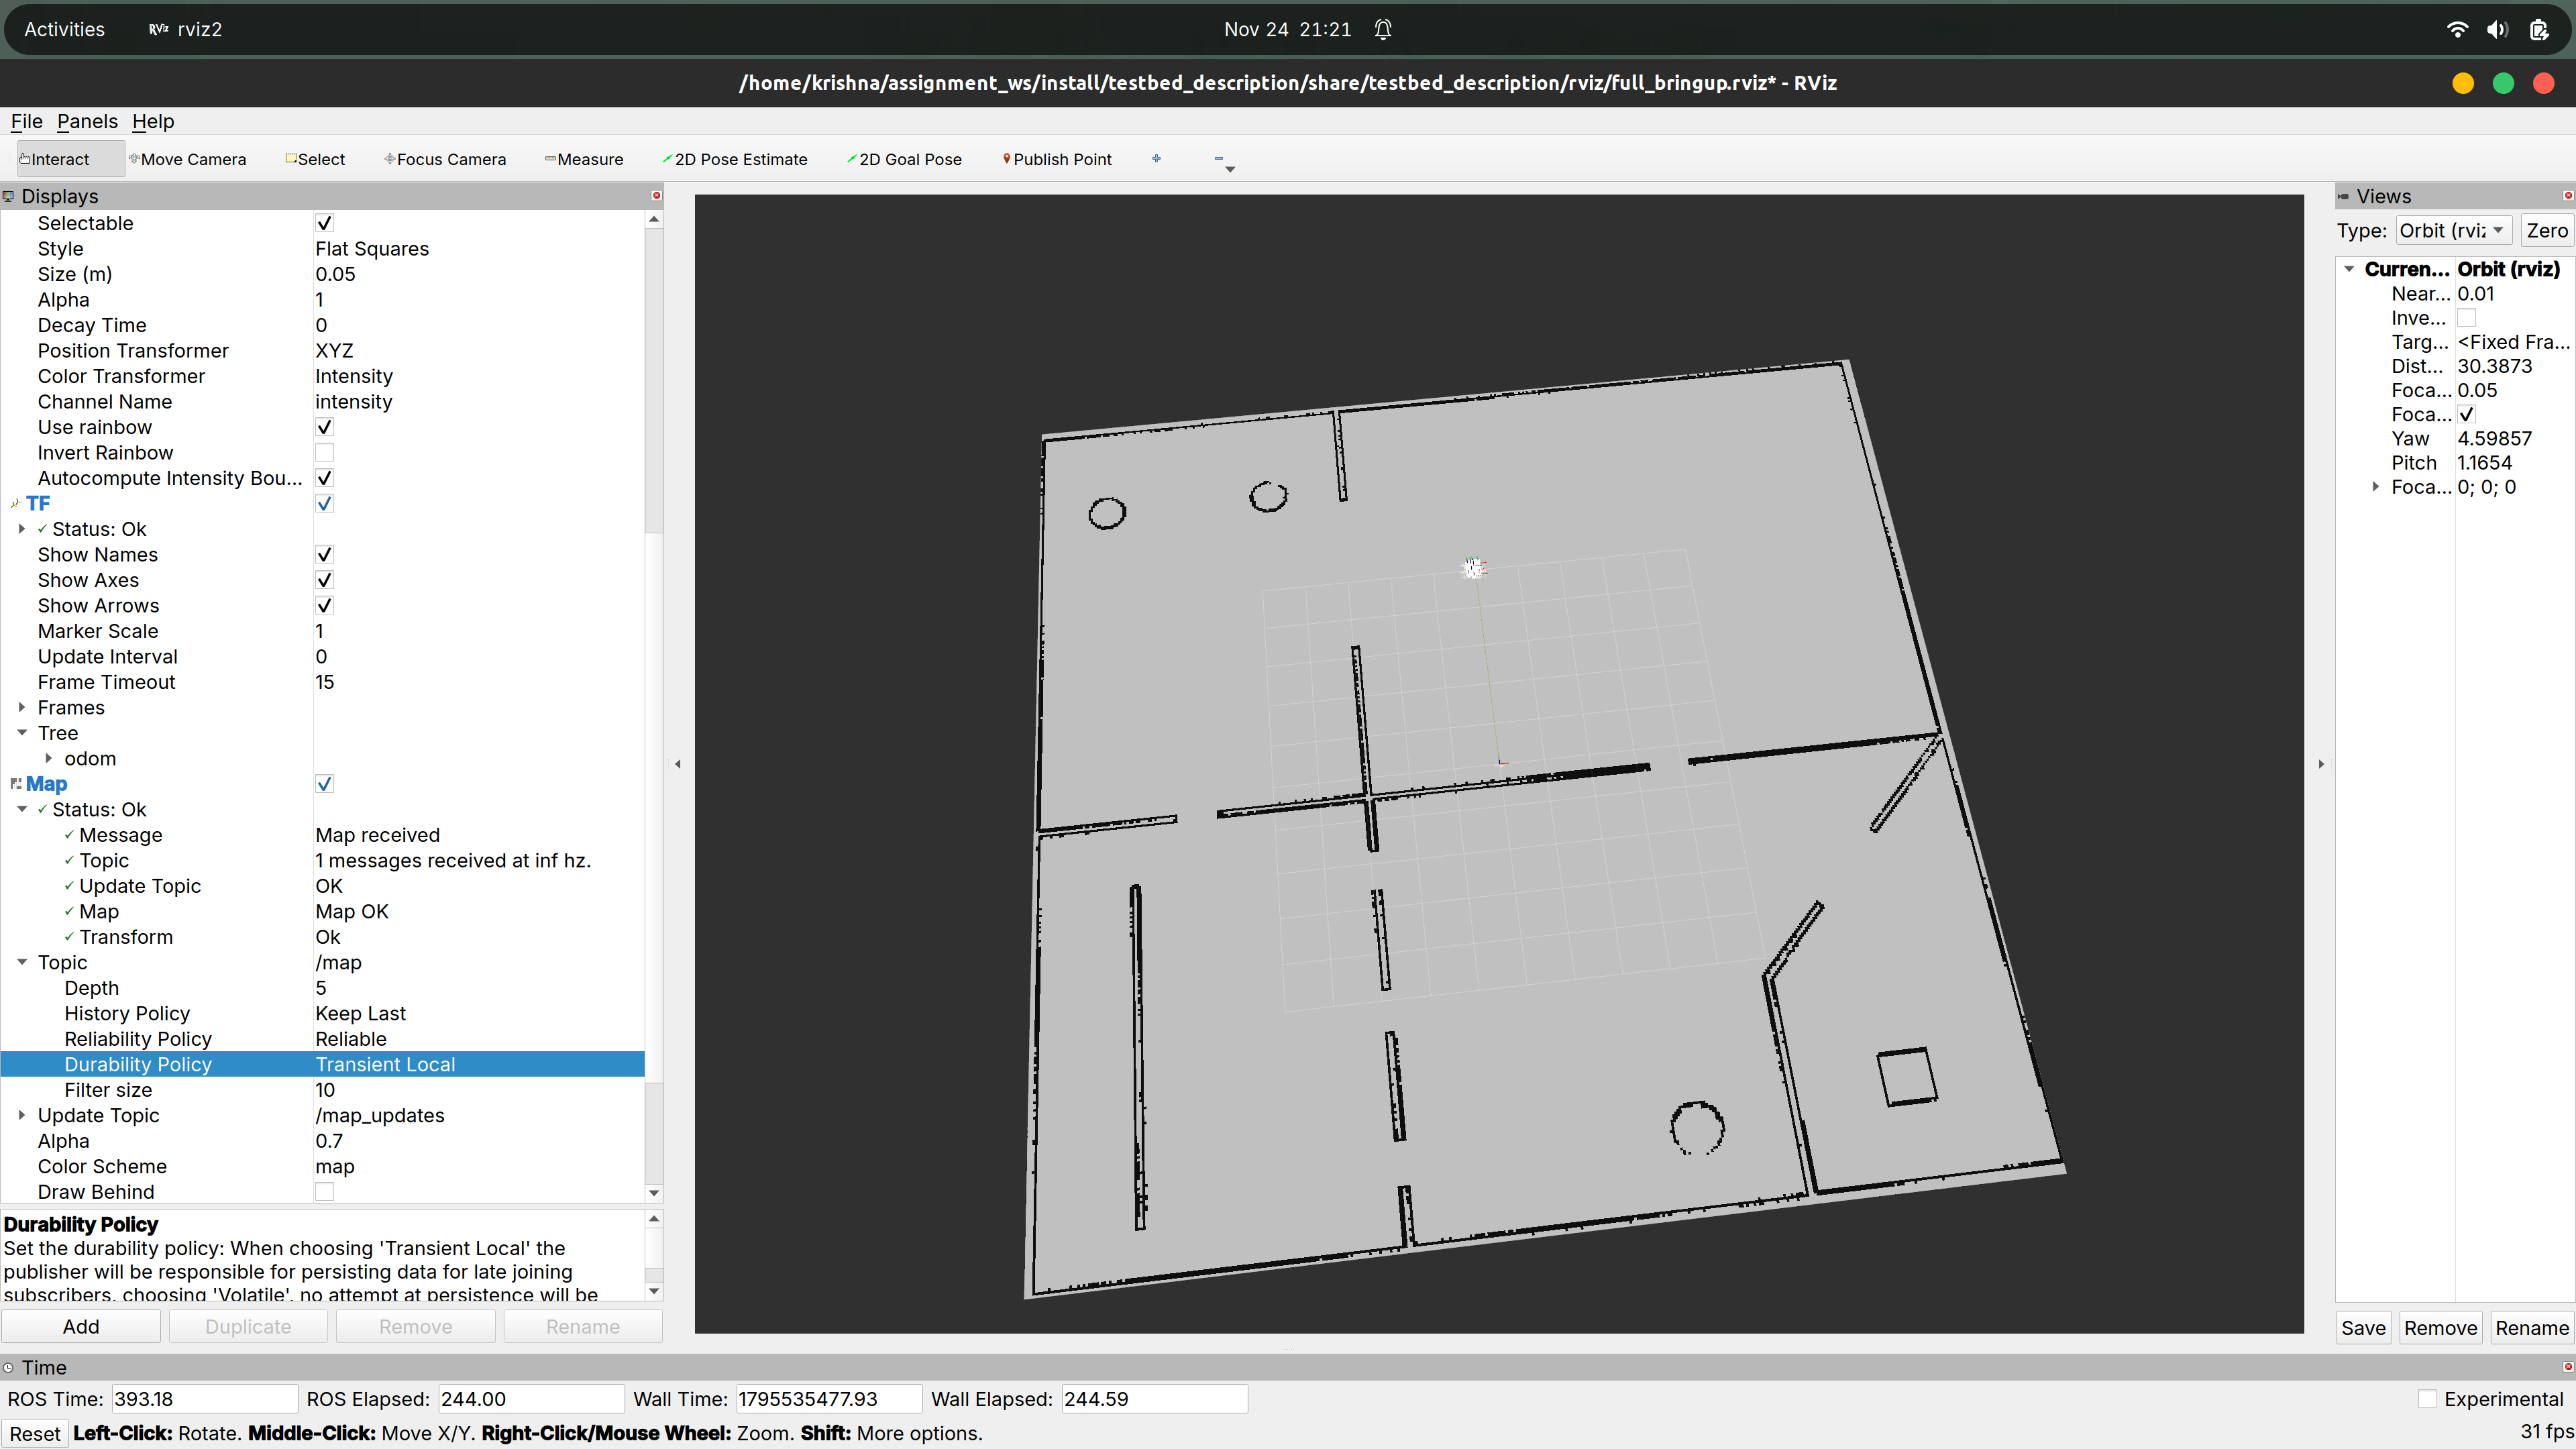 Activities rviz2 Nov 24 21:21
/home/krishna/assignment_ws/install/testbed_description/share/testbed_description/rviz/full_bringup.rviz* - RViz
File Panels Help
Interact Move Camera Select Focus Camera Measure 2D Pose Estimate 2D Goal Pose Publish Point
Displays
Selectable
Style Flat Squares
Size (m) 0.05
Alpha 1
Decay Time 0
Position Transformer XYZ
Color Transformer Intensity
Channel Name intensity
Use rainbow
Invert Rainbow
Autocompute Intensity Bou...
TF
Status: Ok
Show Names
Show Axes
Show Arrows
Marker Scale 1
Update Interval 0
Frame Timeout 15
Frames
Tree
odom
Map
Status: Ok
Message Map received
Topic 1 messages received at inf hz.
Update Topic OK
Map Map OK
Transform Ok
Topic /map
Depth 5
History Policy Keep Last
Reliability Policy Reliable
Durability Policy Transient Local
Filter size 10
Update Topic /map_updates
Alpha 0.7
Color Scheme map
Draw Behind
Durability Policy
Set the durability policy: When choosing 'Transient Local' the
publisher will be responsible for persisting data for late joining
subscribers, choosing 'Volatile', no attempt at persistence will be
Add Duplicate Remove Rename
Views
Type: Orbit (rviz Zero
Curren... Orbit (rviz)
Near... 0.01
Inve...
Targ... <Fixed Fra...
Dist... 30.3873
Foca... 0.05
Foca...
Yaw 4.59857
Pitch 1.1654
Foca... 0; 0; 0
Save Remove Rename
Time
ROS Time: 393.18 ROS Elapsed: 244.00 Wall Time: 1795535477.93 Wall Elapsed: 244.59 Experimental
Reset Left-Click: Rotate. Middle-Click: Move X/Y. Right-Click/Mouse Wheel: Zoom. Shift: More options. 31 fps